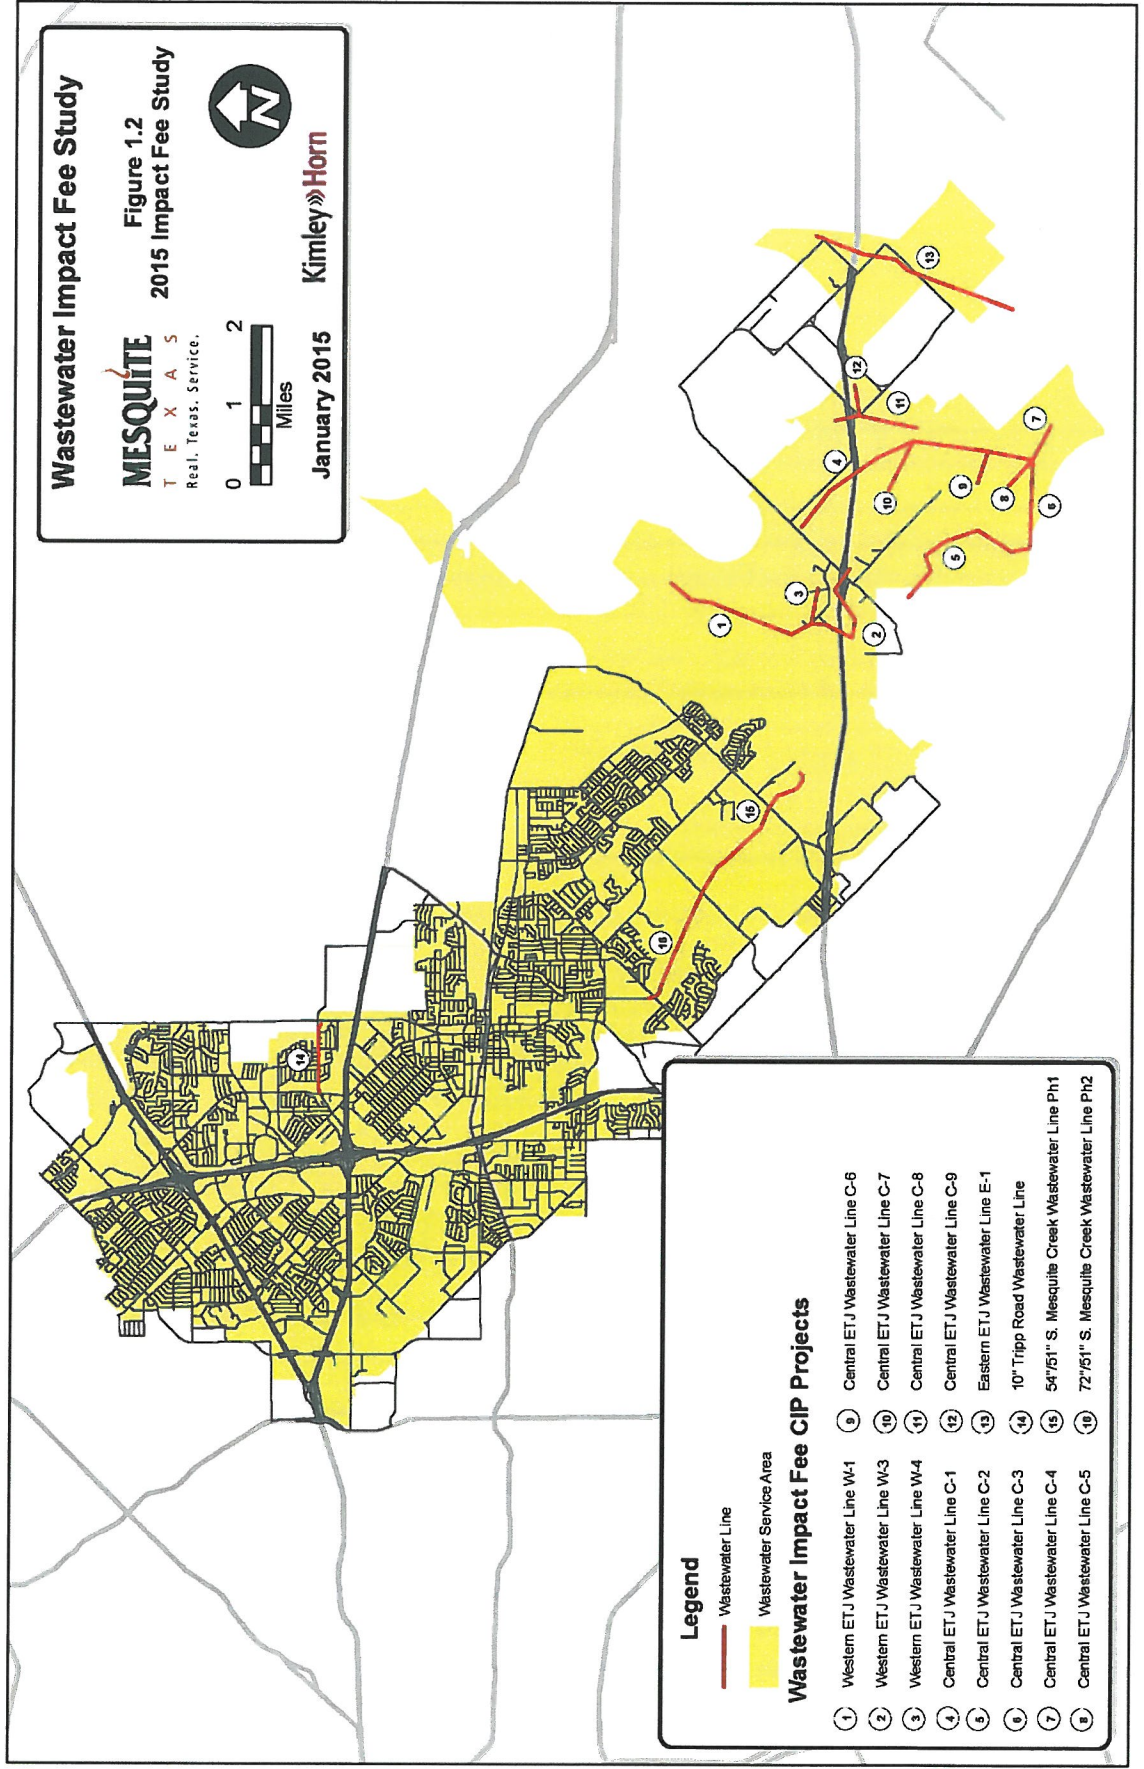 Wastewater Impact Fee Study
MESQUITE
T E X A S
Real. Texas. Service.
Figure 1.2
2015 Impact Fee Study
0 1 2
Miles
January 2015
Kimley»Horn
N
1
2
3
4
5
6
7
8
9
10
11
12
13
14
15
16
Legend
Wastewater Line
Wastewater Service Area
Wastewater Impact Fee CIP Projects
1 Western ETJ Wastewater Line W-1
2 Western ETJ Wastewater Line W-3
3 Western ETJ Wastewater Line W-4
4 Central ETJ Wastewater Line C-1
5 Central ETJ Wastewater Line C-2
6 Central ETJ Wastewater Line C-3
7 Central ETJ Wastewater Line C-4
8 Central ETJ Wastewater Line C-5
9 Central ETJ Wastewater Line C-6
10 Central ETJ Wastewater Line C-7
11 Central ETJ Wastewater Line C-8
12 Central ETJ Wastewater Line C-9
13 Eastern ETJ Wastewater Line E-1
14 10" Tripp Road Wastewater Line
15 54"/51" S. Mesquite Creek Wastewater Line Ph1
16 72"/51" S. Mesquite Creek Wastewater Line Ph2